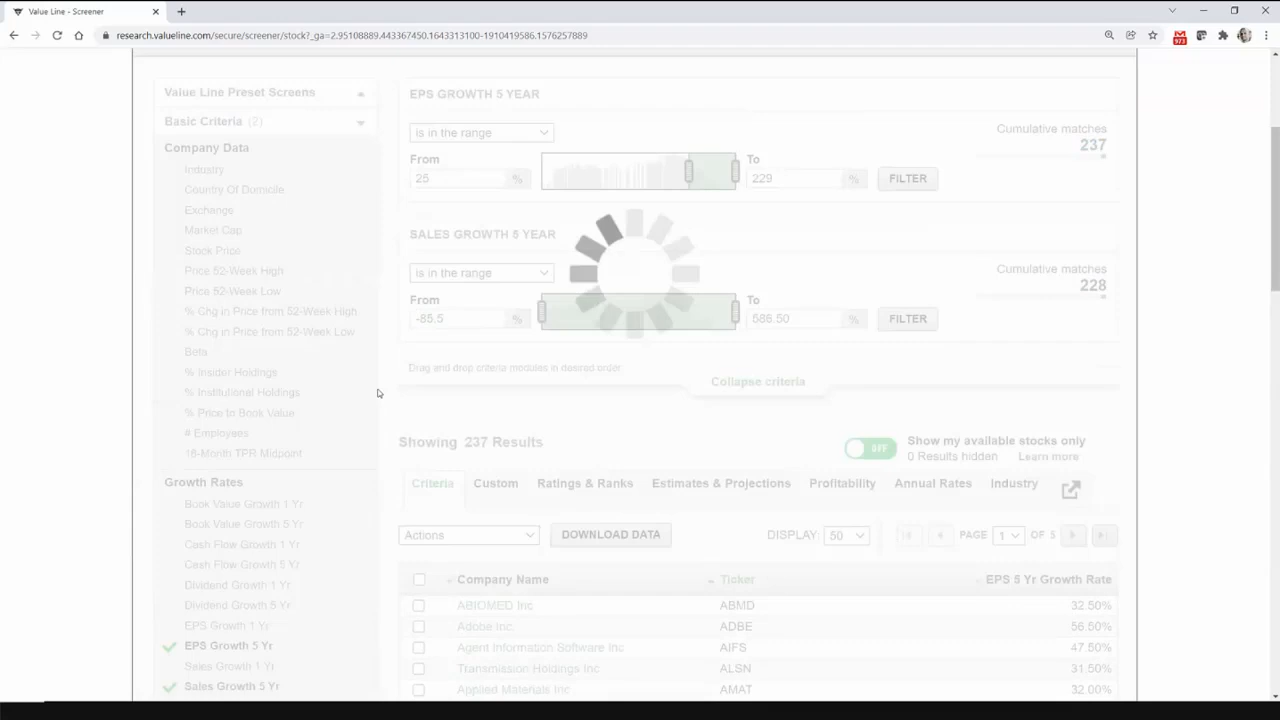 Value Line - Screener
research.valueline.com/secure/screener/stock?_ga=2.95108889.443367450.1643313100-1910419586.1576257889
973
Value Line Preset Screens
Basic Criteria (2)
Company Data
Industry
Country Of Domicile
Exchange
Market Cap
Stock Price
Price 52-Week High
Price 52-Week Low
% Chg in Price from 52-Week High
% Chg in Price from 52-Week Low
Beta
% Insider Holdings
% Institutional Holdings
% Price to Book Value
# Employees
18-Month TPR Midpoint
Growth Rates
Book Value Growth 1 Yr
Book Value Growth 5 Yr
Cash Flow Growth 1 Yr
Cash Flow Growth 5 Yr
Dividend Growth 1 Yr
Dividend Growth 5 Yr
EPS Growth 1 Yr
EPS Growth 5 Yr
Sales Growth 1 Yr
Sales Growth 5 Yr
EPS GROWTH 5 YEAR
is in the range
Cumulative matches
237
From
To
25 %
229 %
FILTER
SALES GROWTH 5 YEAR
is in the range
Cumulative matches
228
From
To
-85.5 %
586.50 %
FILTER
Drag and drop criteria modules in desired order
Collapse criteria
Showing 237 Results
OFF
Show my available stocks only
0 Results hidden Learn more
Criteria Custom Ratings & Ranks Estimates & Projections Profitability Annual Rates Industry
Actions DOWNLOAD DATA DISPLAY: 50 PAGE 1 OF 5
Company Name Ticker EPS 5 Yr Growth Rate
ABIOMED Inc ABMD 32.50%
Adobe Inc. ADBE 56.50%
Agent Information Software Inc AIFS 47.50%
Transmission Holdings Inc ALSN 31.50%
Applied Materials Inc AMAT 32.00%